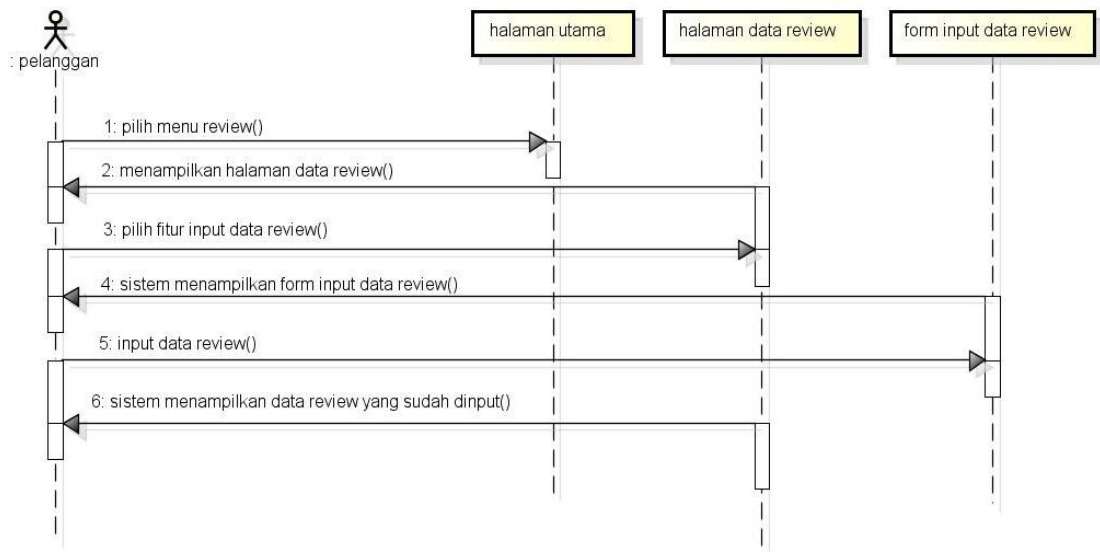 halaman utama
halaman data review
form input data review
: pelanggan
1: pilih menu review()
2: menampilkan halaman data review()
3: pilih fitur input data review()
4: sistem menampilkan form input data review()
5: input data review()
6: sistem menampilkan data review yang sudah dinput()